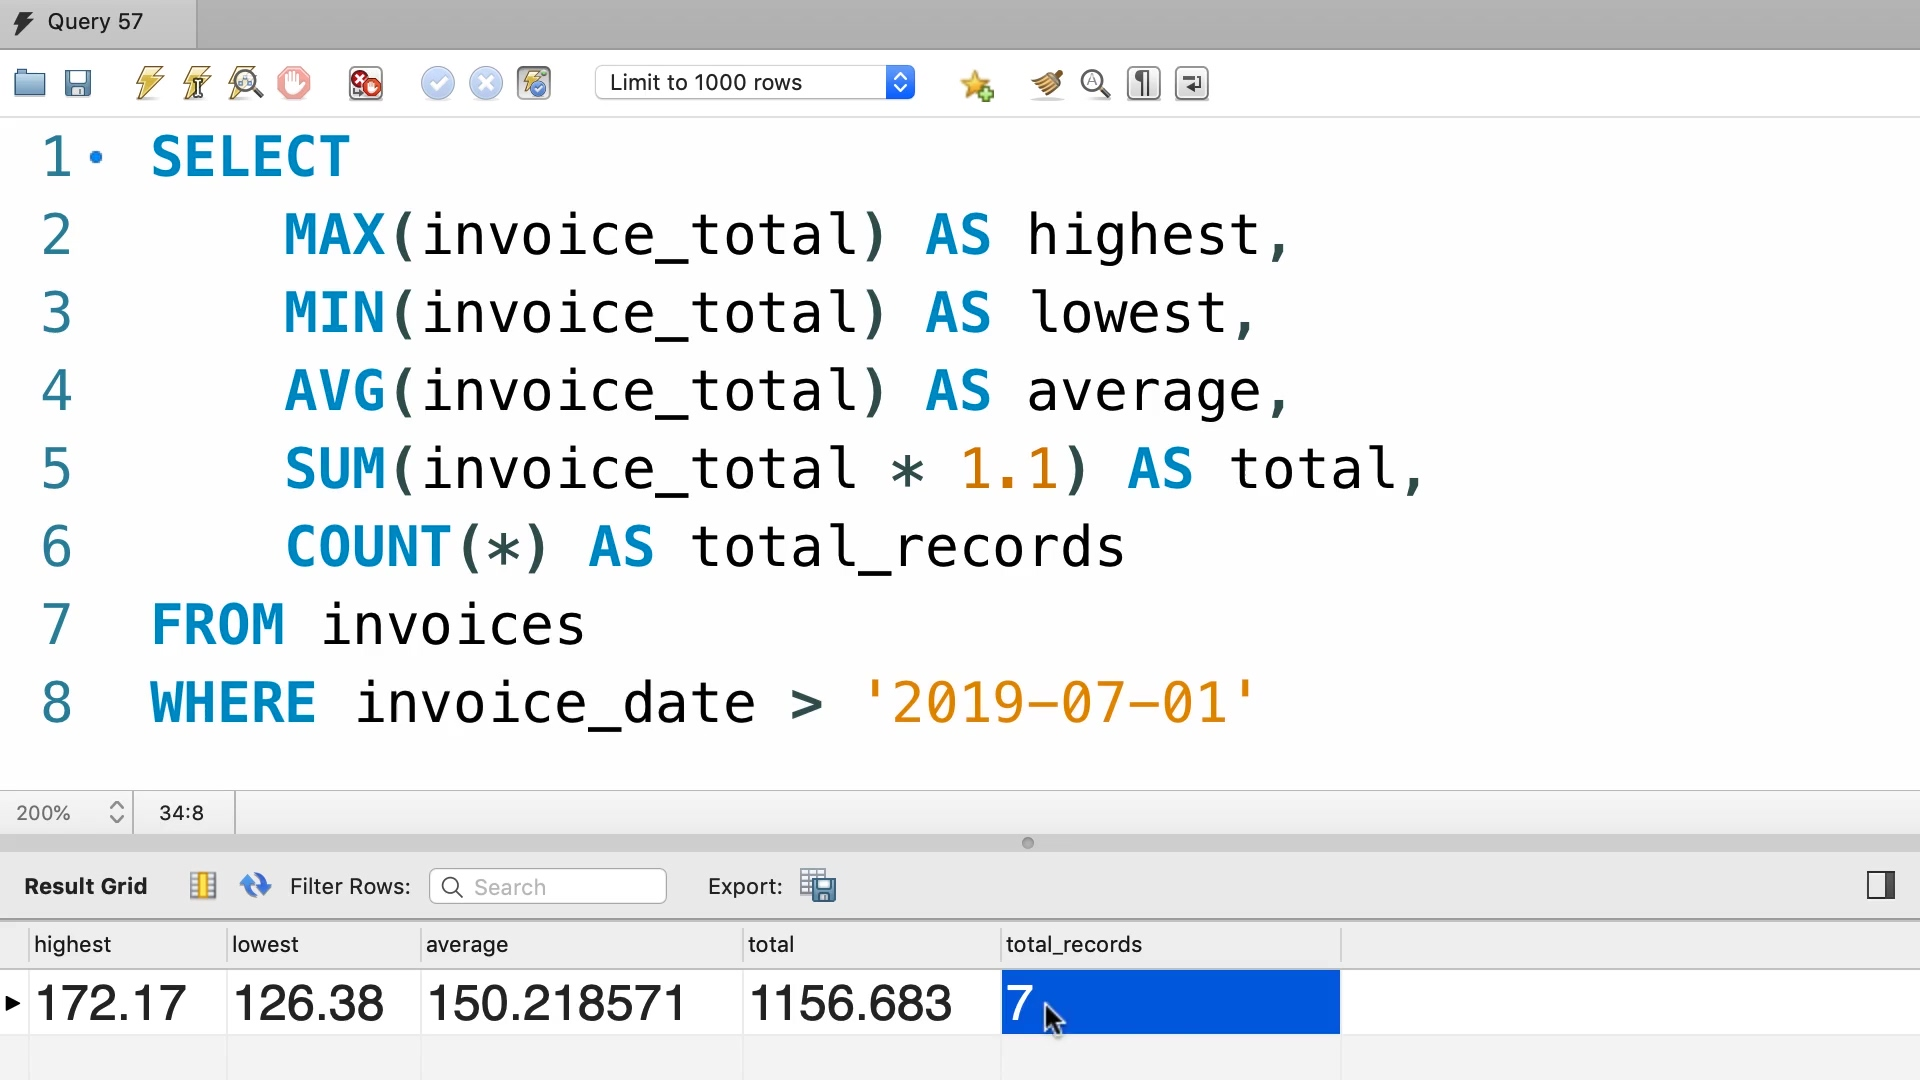 Query 57
Limit to 1000 rows
1 SELECT
2 MAX(invoice_total) AS highest,
3 MIN(invoice_total) AS lowest,
4 AVG(invoice_total) AS average,
5 SUM(invoice_total * 1.1) AS total,
6 COUNT(*) AS total_records
7 FROM invoices
8 WHERE invoice_date > '2019-07-01'
200% 34:8
Result Grid Filter Rows: Search Export:
highest lowest average total total_records
172.17 126.38 150.218571 1156.683 7